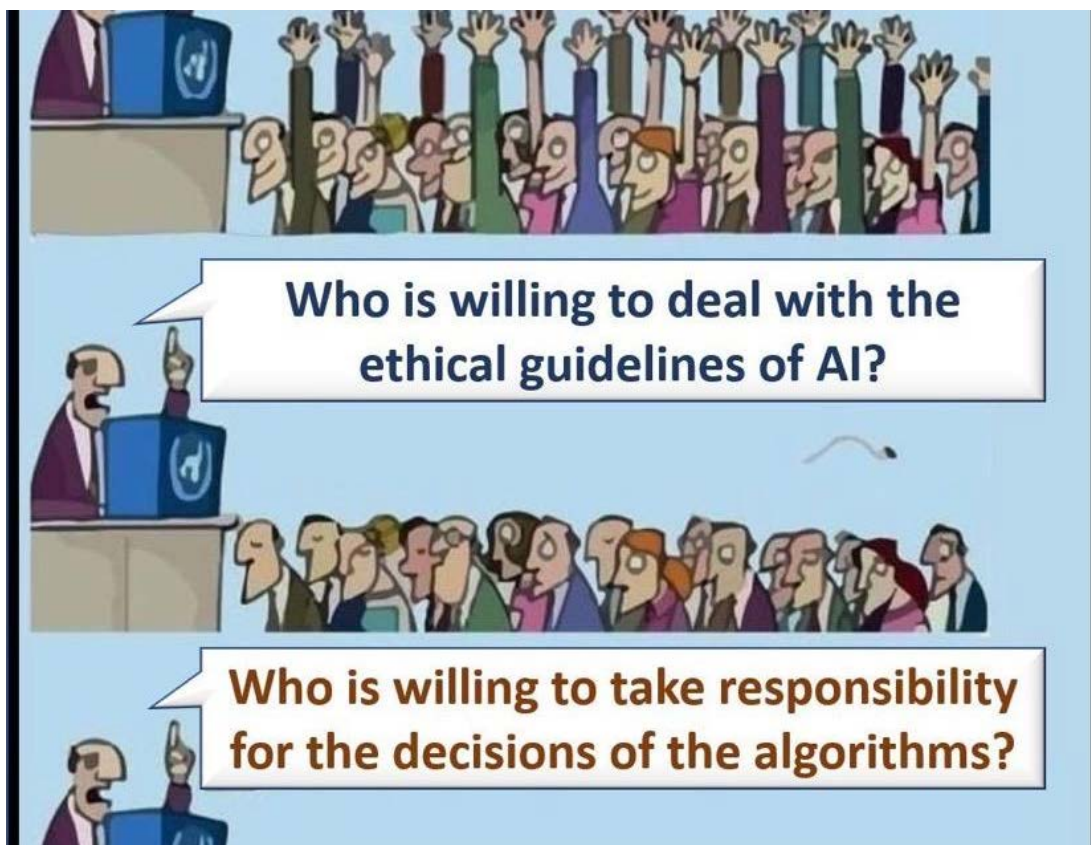 Who is willing to deal with the
ethical guidelines of AI?
Who is willing to take responsibility
for the decisions of the algorithms?